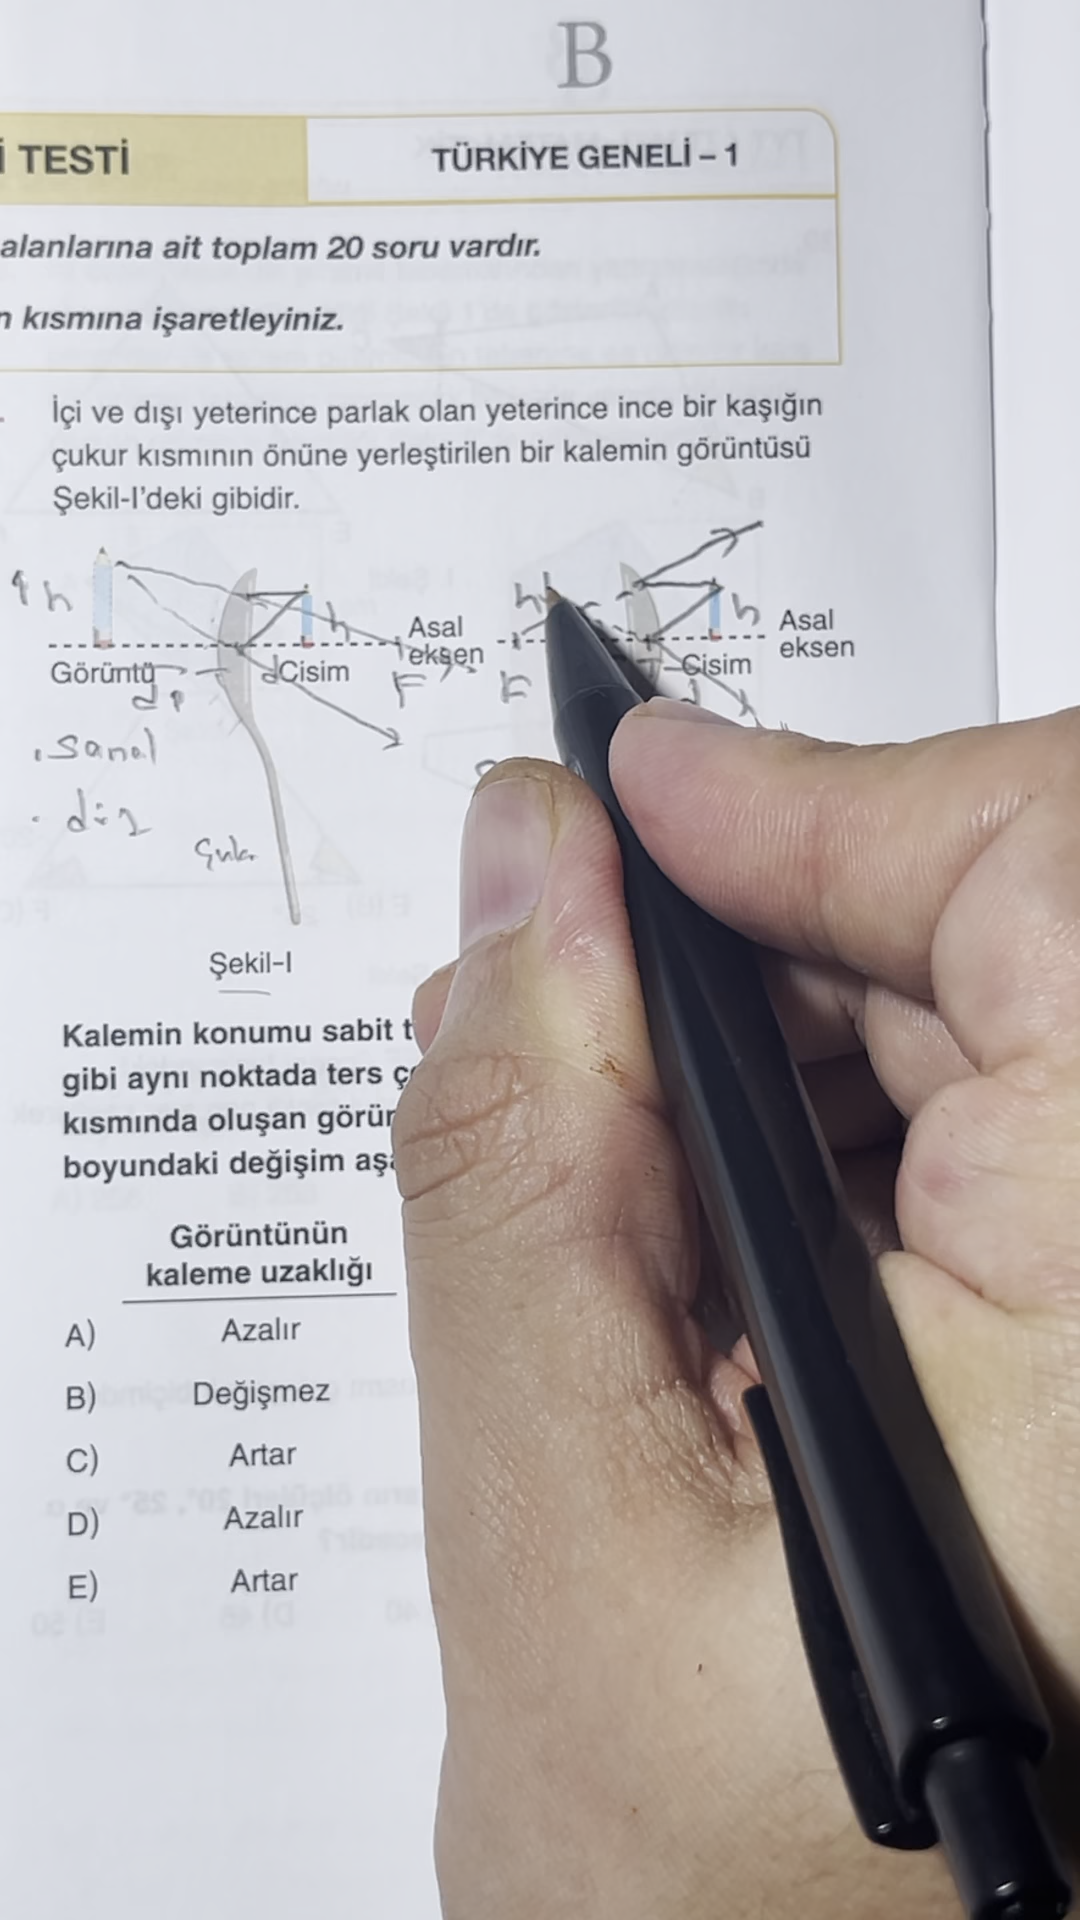 B
İ TESTİ
TÜRKİYE GENELİ – 1
alanlarına ait toplam 20 soru vardır.
n kısmına işaretleyiniz.
İçi ve dışı yeterince parlak olan yeterince ince bir kaşığın
çukur kısmının önüne yerleştirilen bir kalemin görüntüsü
Şekil-I'deki gibidir.
h
h
h
h
Asal
eksen
Asal
eksen
Görüntü
Cisim
Cisim
d
F
F
d
sanal
düz
Çukur
Şekil-I
Kalemin konumu sabit t
gibi aynı noktada ters ç
kısmında oluşan görün
boyundaki değişim aşa
Görüntünün
kaleme uzaklığı
A) Azalır
B) Değişmez
C) Artar
D) Azalır
E) Artar